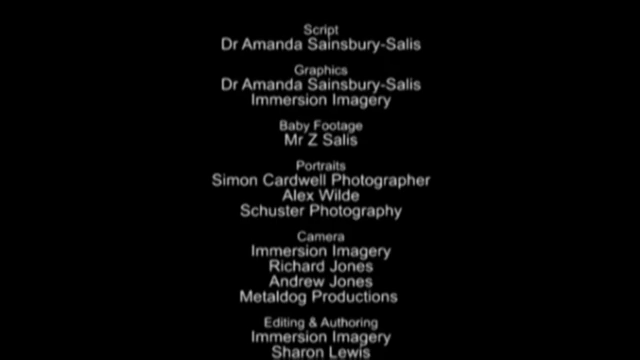 Script
Dr Amanda Sainsbury-Salis
Graphics
Dr Amanda Sainsbury-Salis
Immersion Imagery
Baby Footage
Mr Z Salis
Portraits
Simon Cardwell Photographer
Alex Wilde
Schuster Photography
Camera
Immersion Imagery
Richard Jones
Andrew Jones
Metaldog Productions
Editing & Authoring
Immersion Imagery
Sharon Lewis